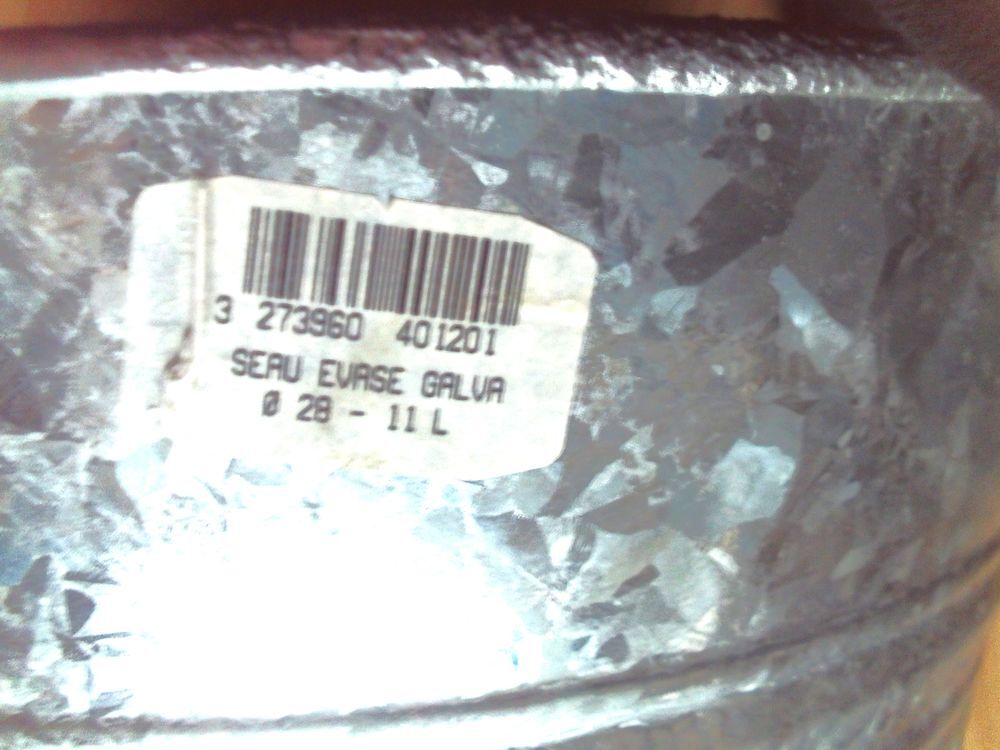 3 273960 401201
SEAU EVASE GALVA
Ø 28 - 11 L